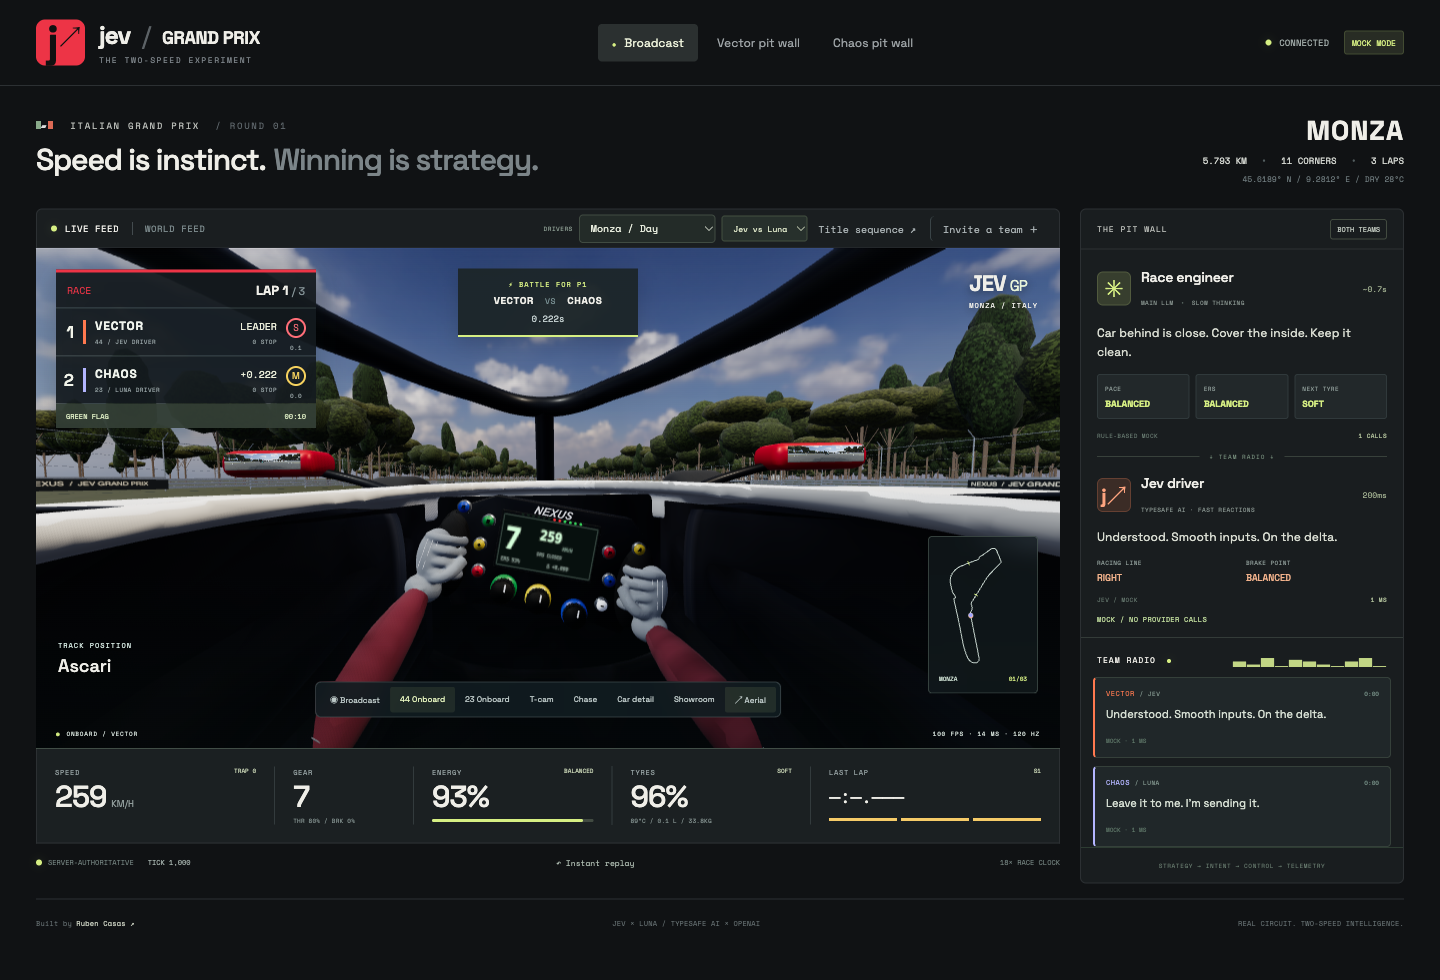 jev / GRAND PRIX
THE TWO-SPEED EXPERIMENT
Broadcast
Vector pit wall
Chaos pit wall
CONNECTED
MOCK MODE
ITALIAN GRAND PRIX / ROUND 01
Speed is instinct. Winning is strategy.
MONZA
5.793 KM · 11 CORNERS · 3 LAPS
45.6189° N / 9.2812° E / DRY 28°C
LIVE FEED
WORLD FEED
DRIVERS
Monza / Day
Jev vs Luna
Title sequence ↗
Invite a team +
RACE
LAP 1 / 3
1 VECTOR LEADER S
44 / JEV DRIVER 0 STOP 0.1
2 CHAOS +0.222 M
23 / LUNA DRIVER 0 STOP 0.0
GREEN FLAG 00:10
⚡ BATTLE FOR P1
VECTOR VS CHAOS
0.222s
JEV GP
MONZA / ITALY
EXUS / JEV GRAND PRIX
NEXUS / JEV GRAND
NEXUS
7 259
TRACK POSITION
Ascari
MONZA 01/03
◉ Broadcast
44 Onboard
23 Onboard
T-cam
Chase
Car detail
Showroom
↗ Aerial
ONBOARD / VECTOR
100 FPS · 14 MS · 120 HZ
SPEED TRAP 0
259 KM/H
GEAR
7
THR 60% / BRK 0%
ENERGY BALANCED
93%
TYRES SOFT
96%
89°C / 0.1 L / 33.8KG
LAST LAP S1
—:—.——
SERVER-AUTHORITATIVE TICK 1,000
↶ Instant replay
18× RACE CLOCK
THE PIT WALL
BOTH TEAMS
Race engineer
MAIN LLM · SLOW THINKING
~0.7s
Car behind is close. Cover the inside. Keep it
clean.
PACE
BALANCED
ERS
BALANCED
NEXT TYRE
SOFT
RULE-BASED MOCK 1 CALLS
↓ TEAM RADIO ↓
j
Jev driver
TYPESAFE AI · FAST REACTIONS
200ms
Understood. Smooth inputs. On the delta.
RACING LINE
RIGHT
BRAKE POINT
BALANCED
JEV / MOCK 1 MS
MOCK / NO PROVIDER CALLS
TEAM RADIO
VECTOR / JEV 0:00
Understood. Smooth inputs. On the delta.
MOCK · 1 MS
CHAOS / LUNA 0:00
Leave it to me. I'm sending it.
MOCK · 1 MS
STRATEGY → INTENT → CONTROL → TELEMETRY
Built by Ruben Casas ↗
JEV × LUNA / TYPESAFE AI × OPENAI
REAL CIRCUIT. TWO-SPEED INTELLIGENCE.